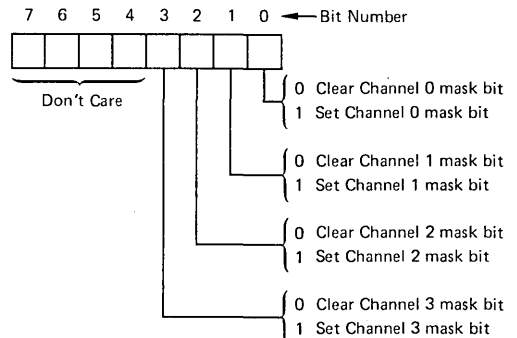 7 6 5 4 3 2 1 0 Bit Number
Don't Care
0 Clear Channel 0 mask bit
1 Set Channel 0 mask bit
0 Clear Channel 1 mask bit
1 Set Channel 1 mask bit
0 Clear Channel 2 mask bit
1 Set Channel 2 mask bit
0 Clear Channel 3 mask bit
1 Set Channel 3 mask bit